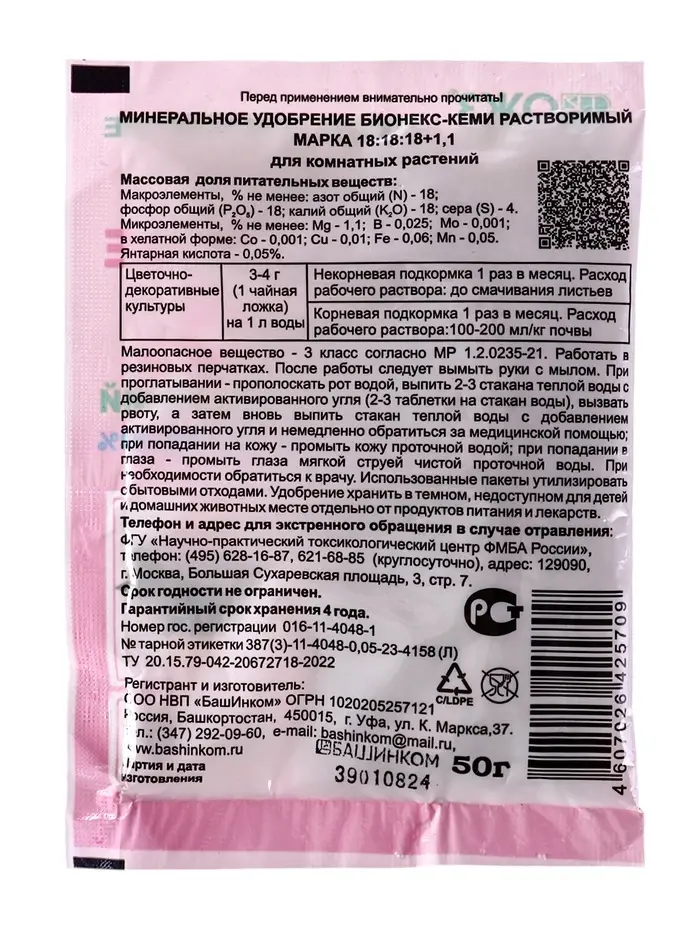 Перед применением внимательно прочитать!
МИНЕРАЛЬНОЕ УДОБРЕНИЕ БИОНЕКС-КЕМИ РАСТВОРИМЫЙ
МАРКА 18:18:18+1,1
для комнатных растений
Массовая доля питательных веществ:
Макроэлементы, % не менее: азот общий (N) - 18;
фосфор общий (P₂O₅) - 18; калий общий (K₂O) - 18; сера (S) - 4.
Микроэлементы, % не менее: Mg - 1,1; B - 0,025; Mo - 0,001;
в хелатной форме: Co - 0,001; Cu - 0,01; Fe - 0,06; Mn - 0,05.
Янтарная кислота - 0,05%.
Цветочно-декоративные культуры
3-4 г
(1 чайная
ложка)
на 1 л воды
Некорневая подкормка 1 раз в месяц. Расход
рабочего раствора: до смачивания листьев
Корневая подкормка 1 раз в месяц. Расход
рабочего раствора:100-200 мл/кг почвы
Малоопасное вещество - 3 класс согласно МР 1.2.0235-21. Работать в
резиновых перчатках. После работы следует вымыть руки с мылом. При
проглатывании - прополоскать рот водой, выпить 2-3 стакана теплой воды с
добавлением активированного угля (2-3 таблетки на стакан воды), вызвать
рвоту, а затем вновь выпить стакан теплой воды с добавлением
активированного угля и немедленно обратиться за медицинской помощью;
при попадании на кожу - промыть кожу проточной водой; при попадании в
глаза - промыть глаза мягкой струей чистой проточной воды. При
необходимости обратиться к врачу. Использованные пакеты утилизировать
с бытовыми отходами. Удобрение хранить в темном, недоступном для детей
и домашних животных месте отдельно от продуктов питания и лекарств.
Телефон и адрес для экстренного обращения в случае отравления:
ФГУ «Научно-практический токсикологический центр ФМБА России»,
телефон: (495) 628-16-87, 621-68-85 (круглосуточно), адрес: 129090,
г. Москва, Большая Сухаревская площадь, 3, стр. 7.
Срок годности не ограничен.
Гарантийный срок хранения 4 года.
Номер гос. регистрации 016-11-4048-1
№ тарной этикетки 387(3)-11-4048-0,05-23-4158 (Л)
ТУ 20.15.79-042-20672718-2022
РСТ
C/LDPE
Регистрант и изготовитель:
ООО НВП «БашИнком» ОГРН 1020205257121
Россия, Башкортостан, 450015, г. Уфа, ул. К. Маркса,37.
тел.: (347) 292-09-60, e-mail: bashinkom@mail.ru,
www.bashinkom.ru
Партия и дата
изготовления
БАШИНКОМ
39010824
50г
4607026425709